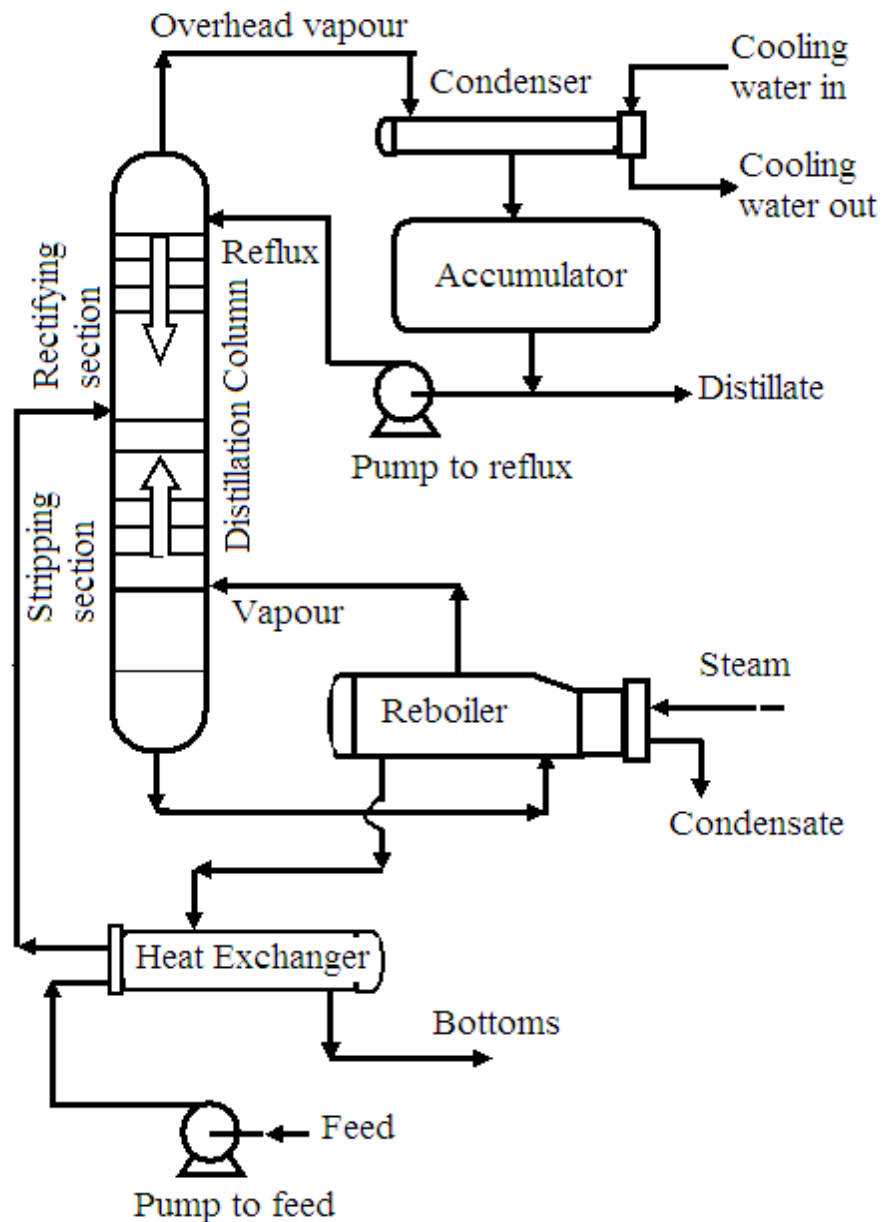 Overhead vapour
Cooling
water in
Condenser
Cooling
water out
Reflux
Accumulator
Rectifying
section
Distillation Column
Distillate
Pump to reflux
Stripping
section
Vapour
Steam
Reboiler
Condensate
Heat Exchanger
Bottoms
Feed
Pump to feed